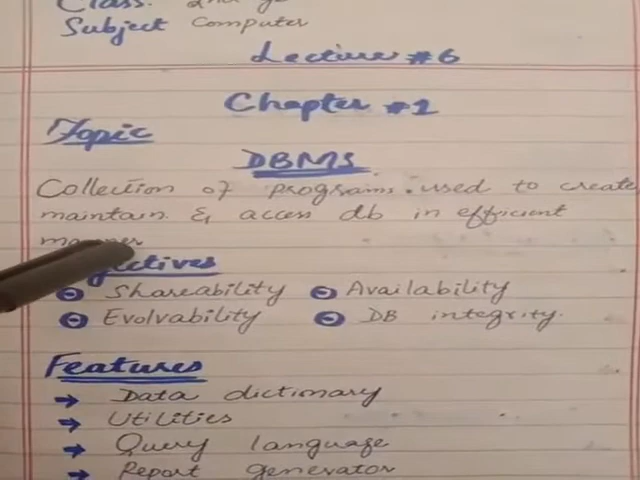 Class:
Subject Computer
Lecture #6
Chapter #1
Topic
DBMS
Collection of programs used to create
maintain & access db in efficient
manner
Objectives
Shareability Availability
Evolvability DB integrity.
Features
→ Data dictionary
→ Utilities
→ Query language
→ Report generator